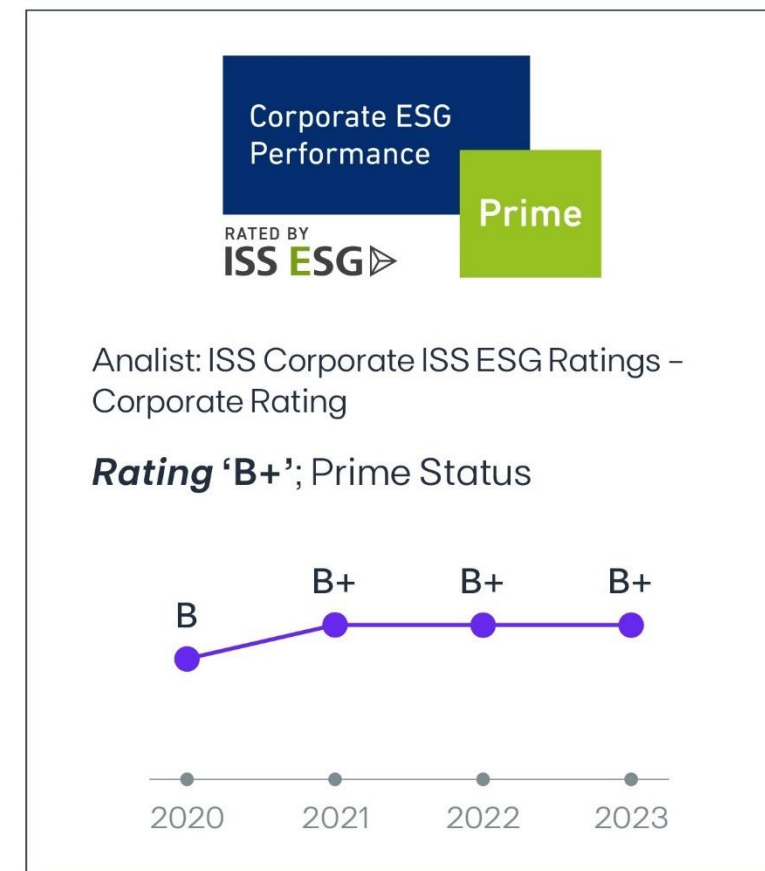 Corporate ESG
Performance
Prime
RATED BY
ISS ESG
Analist: ISS Corporate ISS ESG Ratings –
Corporate Rating
Rating ‘B+’; Prime Status
B B+ B+ B+
2020 2021 2022 2023